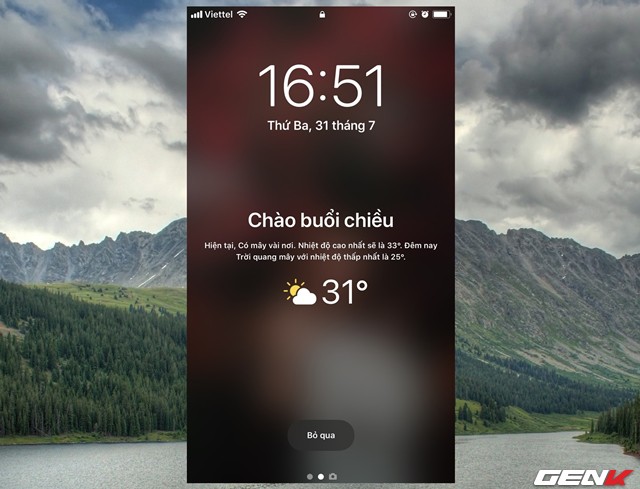 Viettel
16:51
Thứ Ba, 31 tháng 7
Chào buổi chiều
Hiện tại, Có mây vài nơi. Nhiệt độ cao nhất sẽ là 33°. Đêm nay
Trời quang mây với nhiệt độ thấp nhất là 25°.
31°
Bỏ qua
GENK